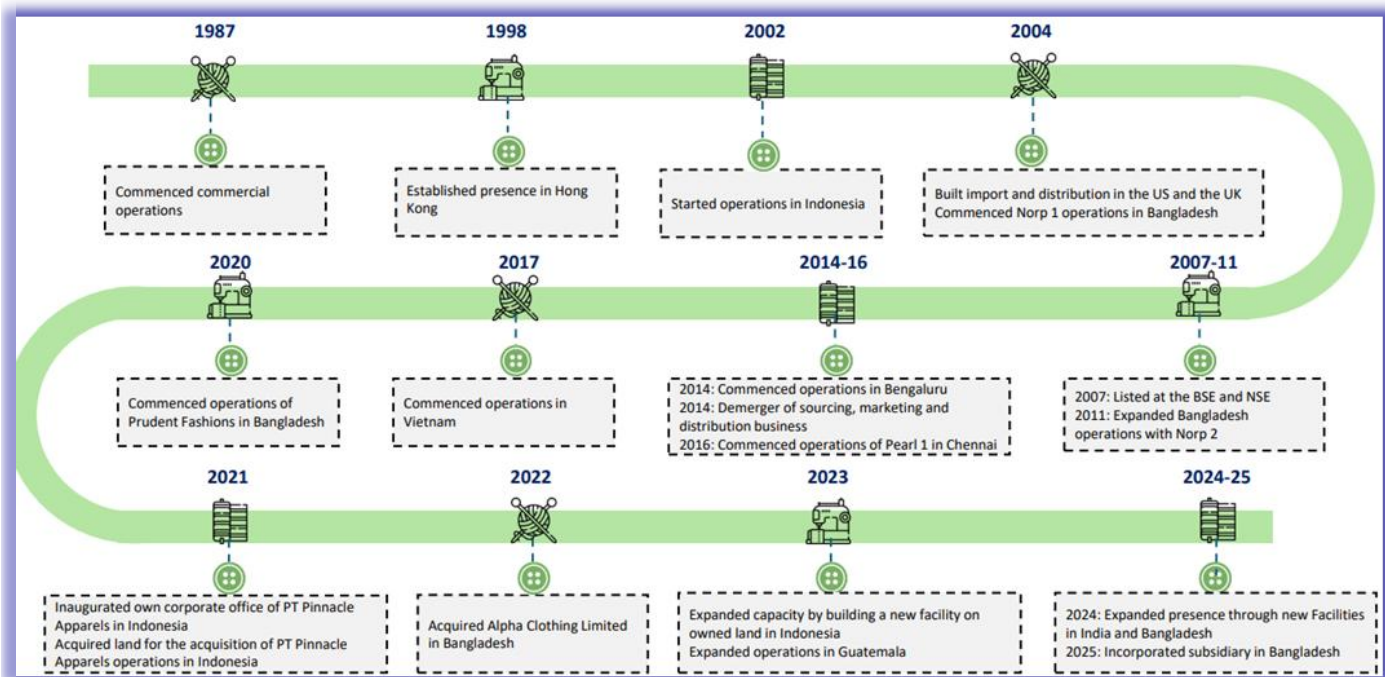 1987
Commenced commercial
operations
1998
Established presence in Hong
Kong
2002
Started operations in Indonesia
2004
Built import and distribution in the US and the UK
Commenced Norp 1 operations in Bangladesh
2007-11
2007: Listed at the BSE and NSE
2011: Expanded Bangladesh
operations with Norp 2
2014-16
2014: Commenced operations in Bengaluru
2014: Demerger of sourcing, marketing and
distribution business
2016: Commenced operations of Pearl 1 in Chennai
2017
Commenced operations in
Vietnam
2020
Commenced operations of
Prudent Fashions in Bangladesh
2021
Inaugurated own corporate office of PT Pinnacle
Apparels in Indonesia
Acquired land for the acquisition of PT Pinnacle
Apparels operations in Indonesia
2022
Acquired Alpha Clothing Limited
in Bangladesh
2023
Expanded capacity by building a new facility on
owned land in Indonesia
Expanded operations in Guatemala
2024-25
2024: Expanded presence through new Facilities
in India and Bangladesh
2025: Incorporated subsidiary in Bangladesh